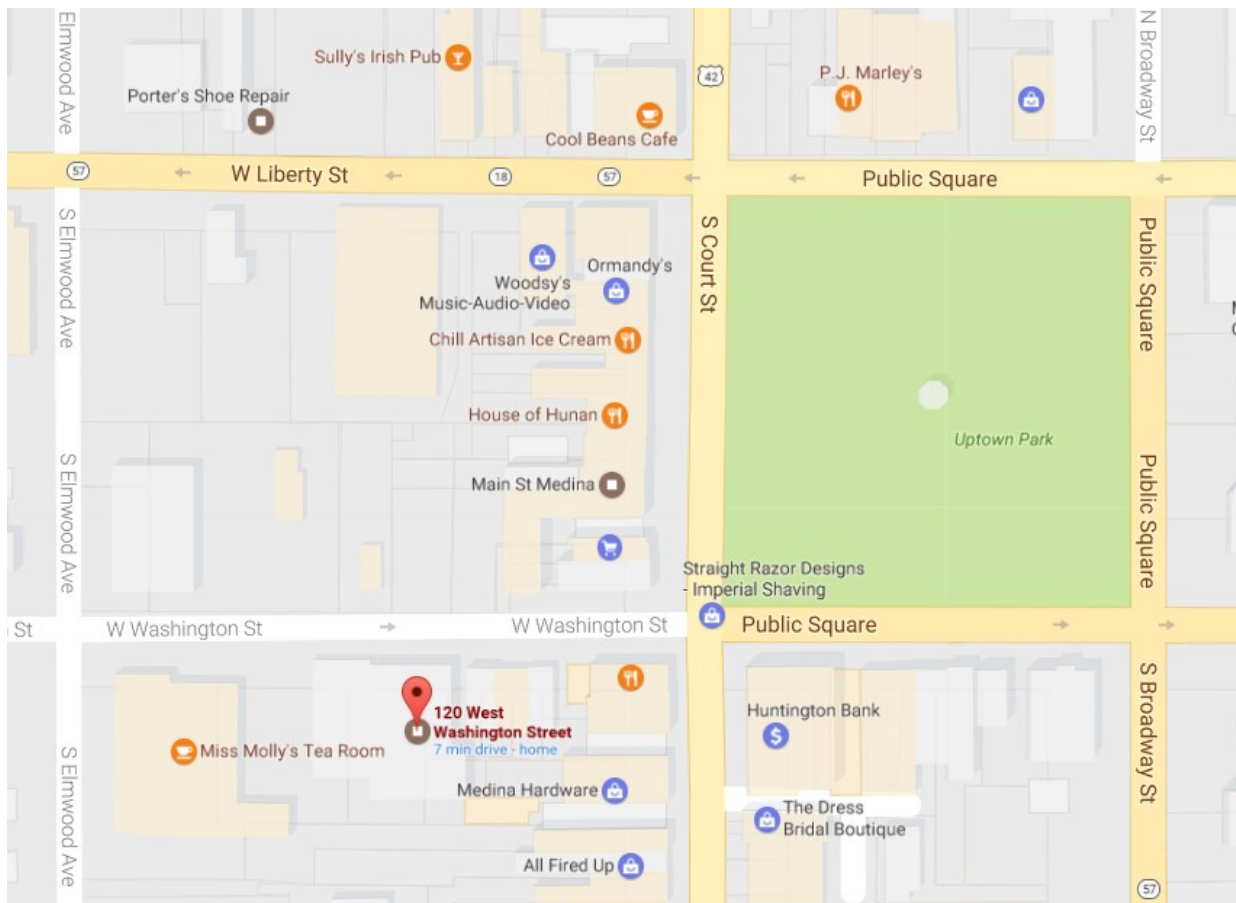 Elmwood Ave
Sully's Irish Pub
42
P.J. Marley's
N Broadway St
Porter's Shoe Repair
Cool Beans Cafe
57
W Liberty St
18
57
Public Square
S Elmwood Ave
S Court St
Public Square
Woodsy's
Music-Audio-Video
Ormandy's
Chill Artisan Ice Cream
House of Hunan
Uptown Park
S Elmwood Ave
Main St Medina
Public Square
Straight Razor Designs
- Imperial Shaving
St
W Washington St
W Washington St
Public Square
120 West
Washington Street
7 min drive - home
Huntington Bank
S Broadway St
Miss Molly's Tea Room
S Elmwood Ave
Medina Hardware
The Dress
Bridal Boutique
All Fired Up
57